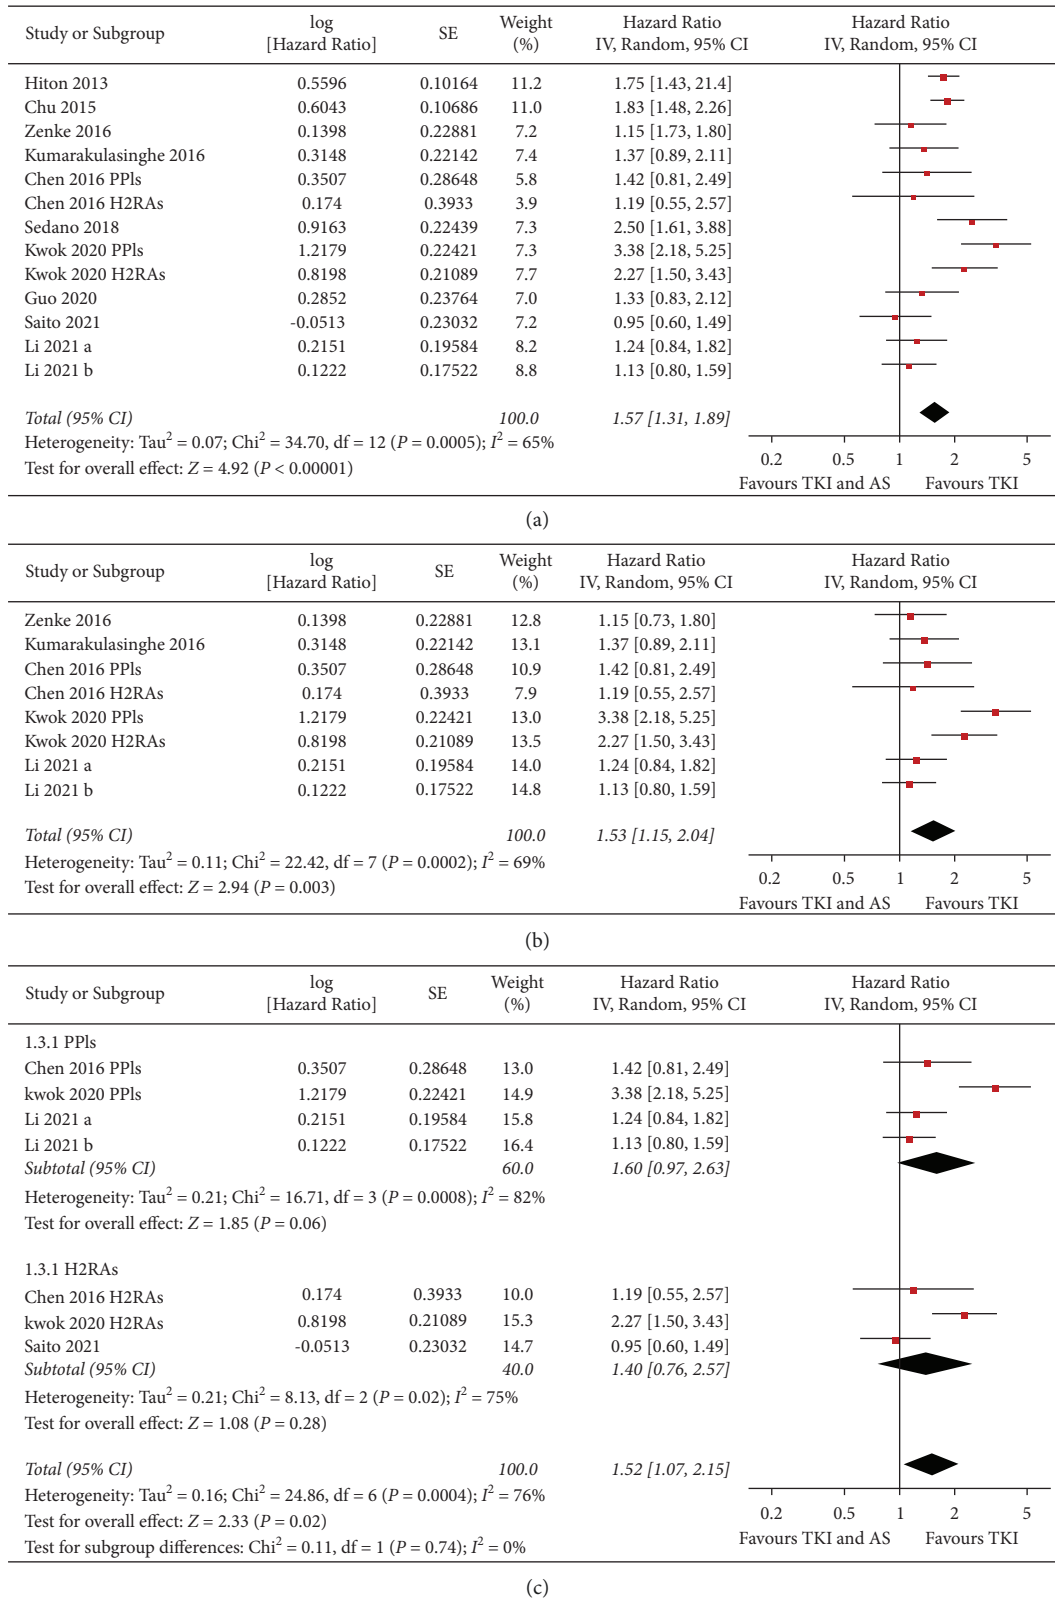 Study or Subgroup log [Hazard Ratio] SE Weight (%) Hazard Ratio IV, Random, 95% CI Hazard Ratio IV, Random, 95% CI
Hiton 2013 0.5596 0.10164 11.2 1.75 [1.43, 21.4]
Chu 2015 0.6043 0.10686 11.0 1.83 [1.48, 2.26]
Zenke 2016 0.1398 0.22881 7.2 1.15 [1.73, 1.80]
Kumarakulasinghe 2016 0.3148 0.22142 7.4 1.37 [0.89, 2.11]
Chen 2016 PPls 0.3507 0.28648 5.8 1.42 [0.81, 2.49]
Chen 2016 H2RAs 0.174 0.3933 3.9 1.19 [0.55, 2.57]
Sedano 2018 0.9163 0.22439 7.3 2.50 [1.61, 3.88]
Kwok 2020 PPls 1.2179 0.22421 7.3 3.38 [2.18, 5.25]
Kwok 2020 H2RAs 0.8198 0.21089 7.7 2.27 [1.50, 3.43]
Guo 2020 0.2852 0.23764 7.0 1.33 [0.83, 2.12]
Saito 2021 -0.0513 0.23032 7.2 0.95 [0.60, 1.49]
Li 2021 a 0.2151 0.19584 8.2 1.24 [0.84, 1.82]
Li 2021 b 0.1222 0.17522 8.8 1.13 [0.80, 1.59]
Total (95% CI) 100.0 1.57 [1.31, 1.89]
Heterogeneity: Tau² = 0.07; Chi² = 34.70, df = 12 (P = 0.0005); I² = 65%
Test for overall effect: Z = 4.92 (P < 0.00001)
0.2 0.5 1 2 5
Favours TKI and AS Favours TKI
(a)
Study or Subgroup log [Hazard Ratio] SE Weight (%) Hazard Ratio IV, Random, 95% CI Hazard Ratio IV, Random, 95% CI
Zenke 2016 0.1398 0.22881 12.8 1.15 [0.73, 1.80]
Kumarakulasinghe 2016 0.3148 0.22142 13.1 1.37 [0.89, 2.11]
Chen 2016 PPls 0.3507 0.28648 10.9 1.42 [0.81, 2.49]
Chen 2016 H2RAs 0.174 0.3933 7.9 1.19 [0.55, 2.57]
Kwok 2020 PPls 1.2179 0.22421 13.0 3.38 [2.18, 5.25]
Kwok 2020 H2RAs 0.8198 0.21089 13.5 2.27 [1.50, 3.43]
Li 2021 a 0.2151 0.19584 14.0 1.24 [0.84, 1.82]
Li 2021 b 0.1222 0.17522 14.8 1.13 [0.80, 1.59]
Total (95% CI) 100.0 1.53 [1.15, 2.04]
Heterogeneity: Tau² = 0.11; Chi² = 22.42, df = 7 (P = 0.0002); I² = 69%
Test for overall effect: Z = 2.94 (P = 0.003)
0.2 0.5 1 2 5
Favours TKI and AS Favours TKI
(b)
Study or Subgroup log [Hazard Ratio] SE Weight (%) Hazard Ratio IV, Random, 95% CI Hazard Ratio IV, Random, 95% CI
1.3.1 PPls
Chen 2016 PPls 0.3507 0.28648 13.0 1.42 [0.81, 2.49]
kwok 2020 PPls 1.2179 0.22421 14.9 3.38 [2.18, 5.25]
Li 2021 a 0.2151 0.19584 15.8 1.24 [0.84, 1.82]
Li 2021 b 0.1222 0.17522 16.4 1.13 [0.80, 1.59]
Subtotal (95% CI) 60.0 1.60 [0.97, 2.63]
Heterogeneity: Tau² = 0.21; Chi² = 16.71, df = 3 (P = 0.0008); I² = 82%
Test for overall effect: Z = 1.85 (P = 0.06)
1.3.1 H2RAs
Chen 2016 H2RAs 0.174 0.3933 10.0 1.19 [0.55, 2.57]
kwok 2020 H2RAs 0.8198 0.21089 15.3 2.27 [1.50, 3.43]
Saito 2021 -0.0513 0.23032 14.7 0.95 [0.60, 1.49]
Subtotal (95% CI) 40.0 1.40 [0.76, 2.57]
Heterogeneity: Tau² = 0.21; Chi² = 8.13, df = 2 (P = 0.02); I² = 75%
Test for overall effect: Z = 1.08 (P = 0.28)
Total (95% CI) 100.0 1.52 [1.07, 2.15]
Heterogeneity: Tau² = 0.16; Chi² = 24.86, df = 6 (P = 0.0004); I² = 76%
Test for overall effect: Z = 2.33 (P = 0.02)
Test for subgroup differences: Chi² = 0.11, df = 1 (P = 0.74); I² = 0%
0.2 0.5 1 2 5
Favours TKI and AS Favours TKI
(c)